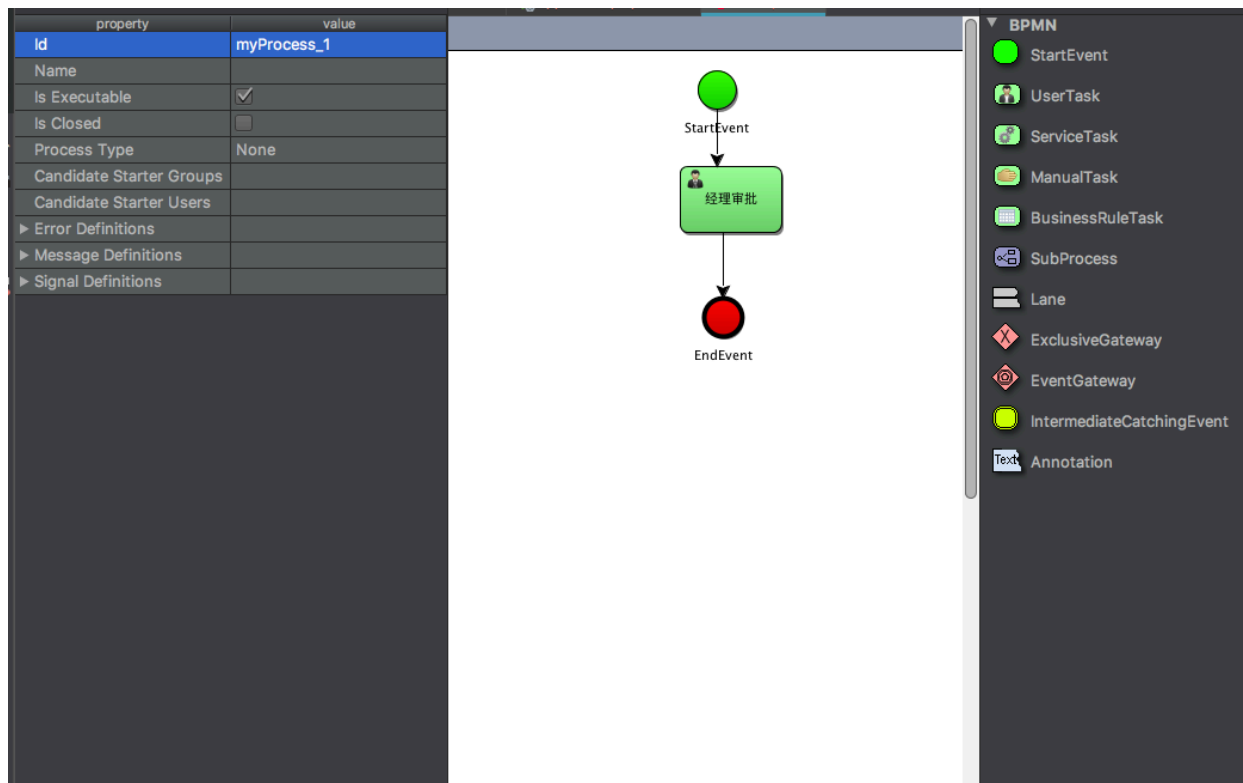 property value
Id myProcess_1
Name
Is Executable
Is Closed
Process Type None
Candidate Starter Groups
Candidate Starter Users
Error Definitions
Message Definitions
Signal Definitions
StartEvent
经理审批
EndEvent
BPMN
StartEvent
UserTask
ServiceTask
ManualTask
BusinessRuleTask
SubProcess
Lane
X
ExclusiveGateway
EventGateway
IntermediateCatchingEvent
Text
Annotation